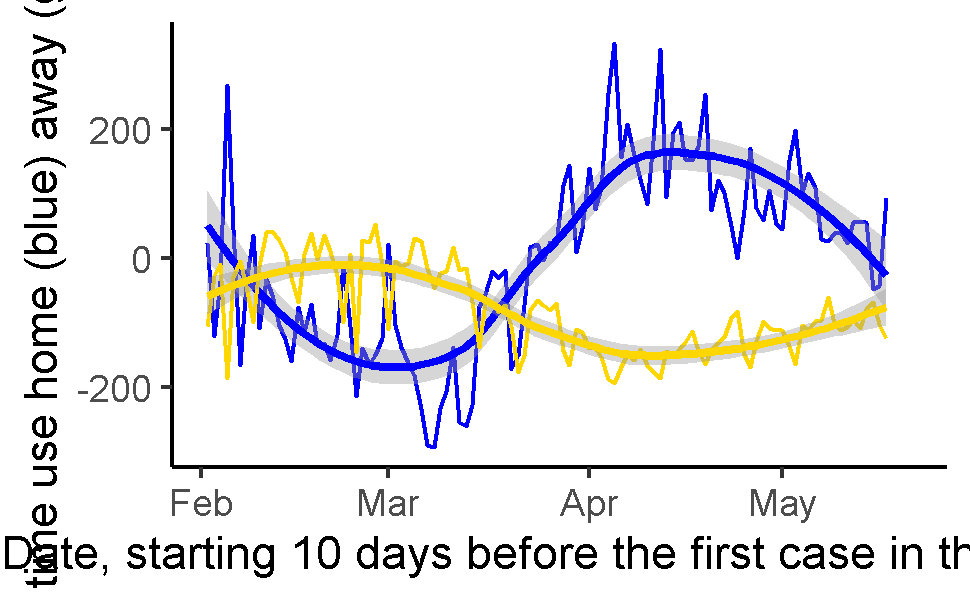 time use home (blue) away (
200
0
-200
Feb Mar Apr May
Date, starting 10 days before the first case in th